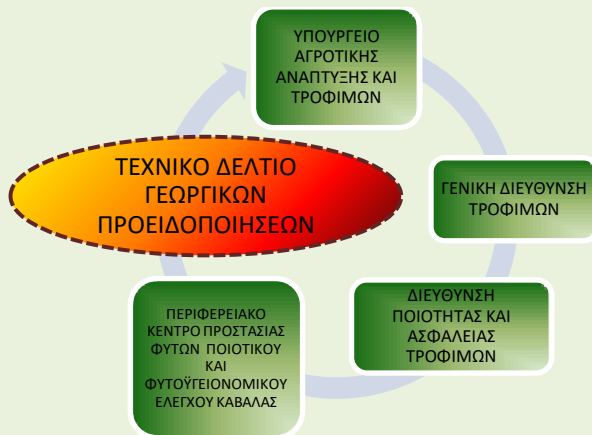 ΥΠΟΥΡΓΕΙΟ
ΑΓΡΟΤΙΚΗΣ
ΑΝΑΠΤΥΞΗΣ ΚΑΙ
ΤΡΟΦΙΜΩΝ
ΓΕΝΙΚΗ ΔΙΕΥΘΥΝΣΗ
ΤΡΟΦΙΜΩΝ
ΔΙΕΥΘΥΝΣΗ
ΠΟΙΟΤΗΤΑΣ ΚΑΙ
ΑΣΦΑΛΕΙΑΣ
ΤΡΟΦΙΜΩΝ
ΠΕΡΙΦΕΡΕΙΑΚΟ
ΚΕΝΤΡΟ ΠΡΟΣΤΑΣΙΑΣ
ΦΥΤΩΝ ΠΟΙΟΤΙΚΟΥ
ΚΑΙ
ΦΥΤΟΫΓΕΙΟΝΟΜΙΚΟΥ
ΕΛΕΓΧΟΥ ΚΑΒΑΛΑΣ
ΤΕΧΝΙΚΟ ΔΕΛΤΙΟ
ΓΕΩΡΓΙΚΩΝ
ΠΡΟΕΙΔΟΠΟΙΗΣΕΩΝ